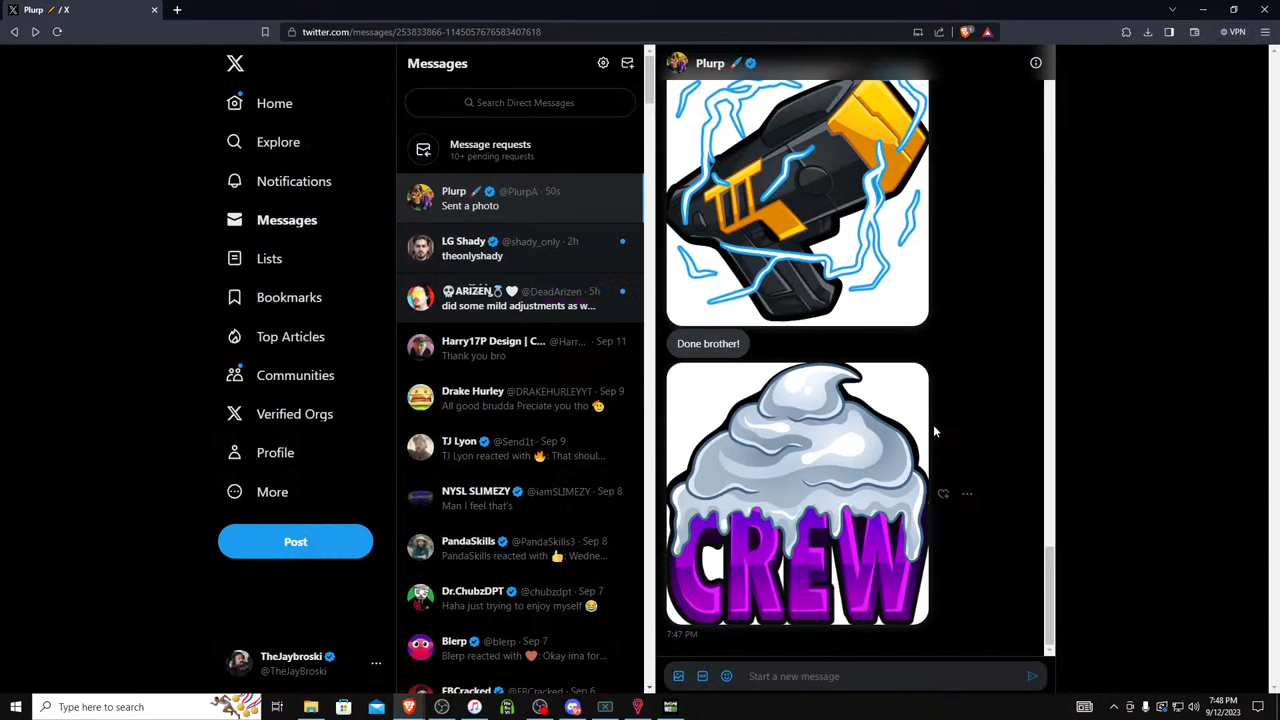 Plurp / X
twitter.com/messages/253833866-1145057676583407618
VPN
Home
Explore
Notifications
Messages
Lists
Bookmarks
Top Articles
Communities
Verified Orgs
Profile
More
Post
TheJaybroski
@TheJayBroski
Messages
Search Direct Messages
Message requests
10+ pending requests
Plurp @PlurpA · 50s
Sent a photo
LG Shady @shady_only · 2h
theonlyshady
ARIZEN @DeadArizen · 5h
did some mild adjustments as w...
Harry17P Design | C... @Harr... · Sep 11
Thank you bro
Drake Hurley @DRAKEHURLEYYT · Sep 9
All good brudda Preciate you tho
TJ Lyon @Send1t · Sep 9
TJ Lyon reacted with 🔥: That shoul...
NYSL SLIMEZY @iamSLIMEZY · Sep 8
Man I feel that's
PandaSkills @PandaSkills3 · Sep 8
PandaSkills reacted with 👍: Wedne...
Dr.ChubzDPT @chubzdpt · Sep 7
Haha just trying to enjoy myself 😂
Blerp @blerp · Sep 7
Blerp reacted with ❤️: Okay ima for...
FBCracked @FBCracked · Sep 6
Plurp
Done brother!
CREW
7:47 PM
Start a new message
Type here to search
7:48 PM
9/12/2023